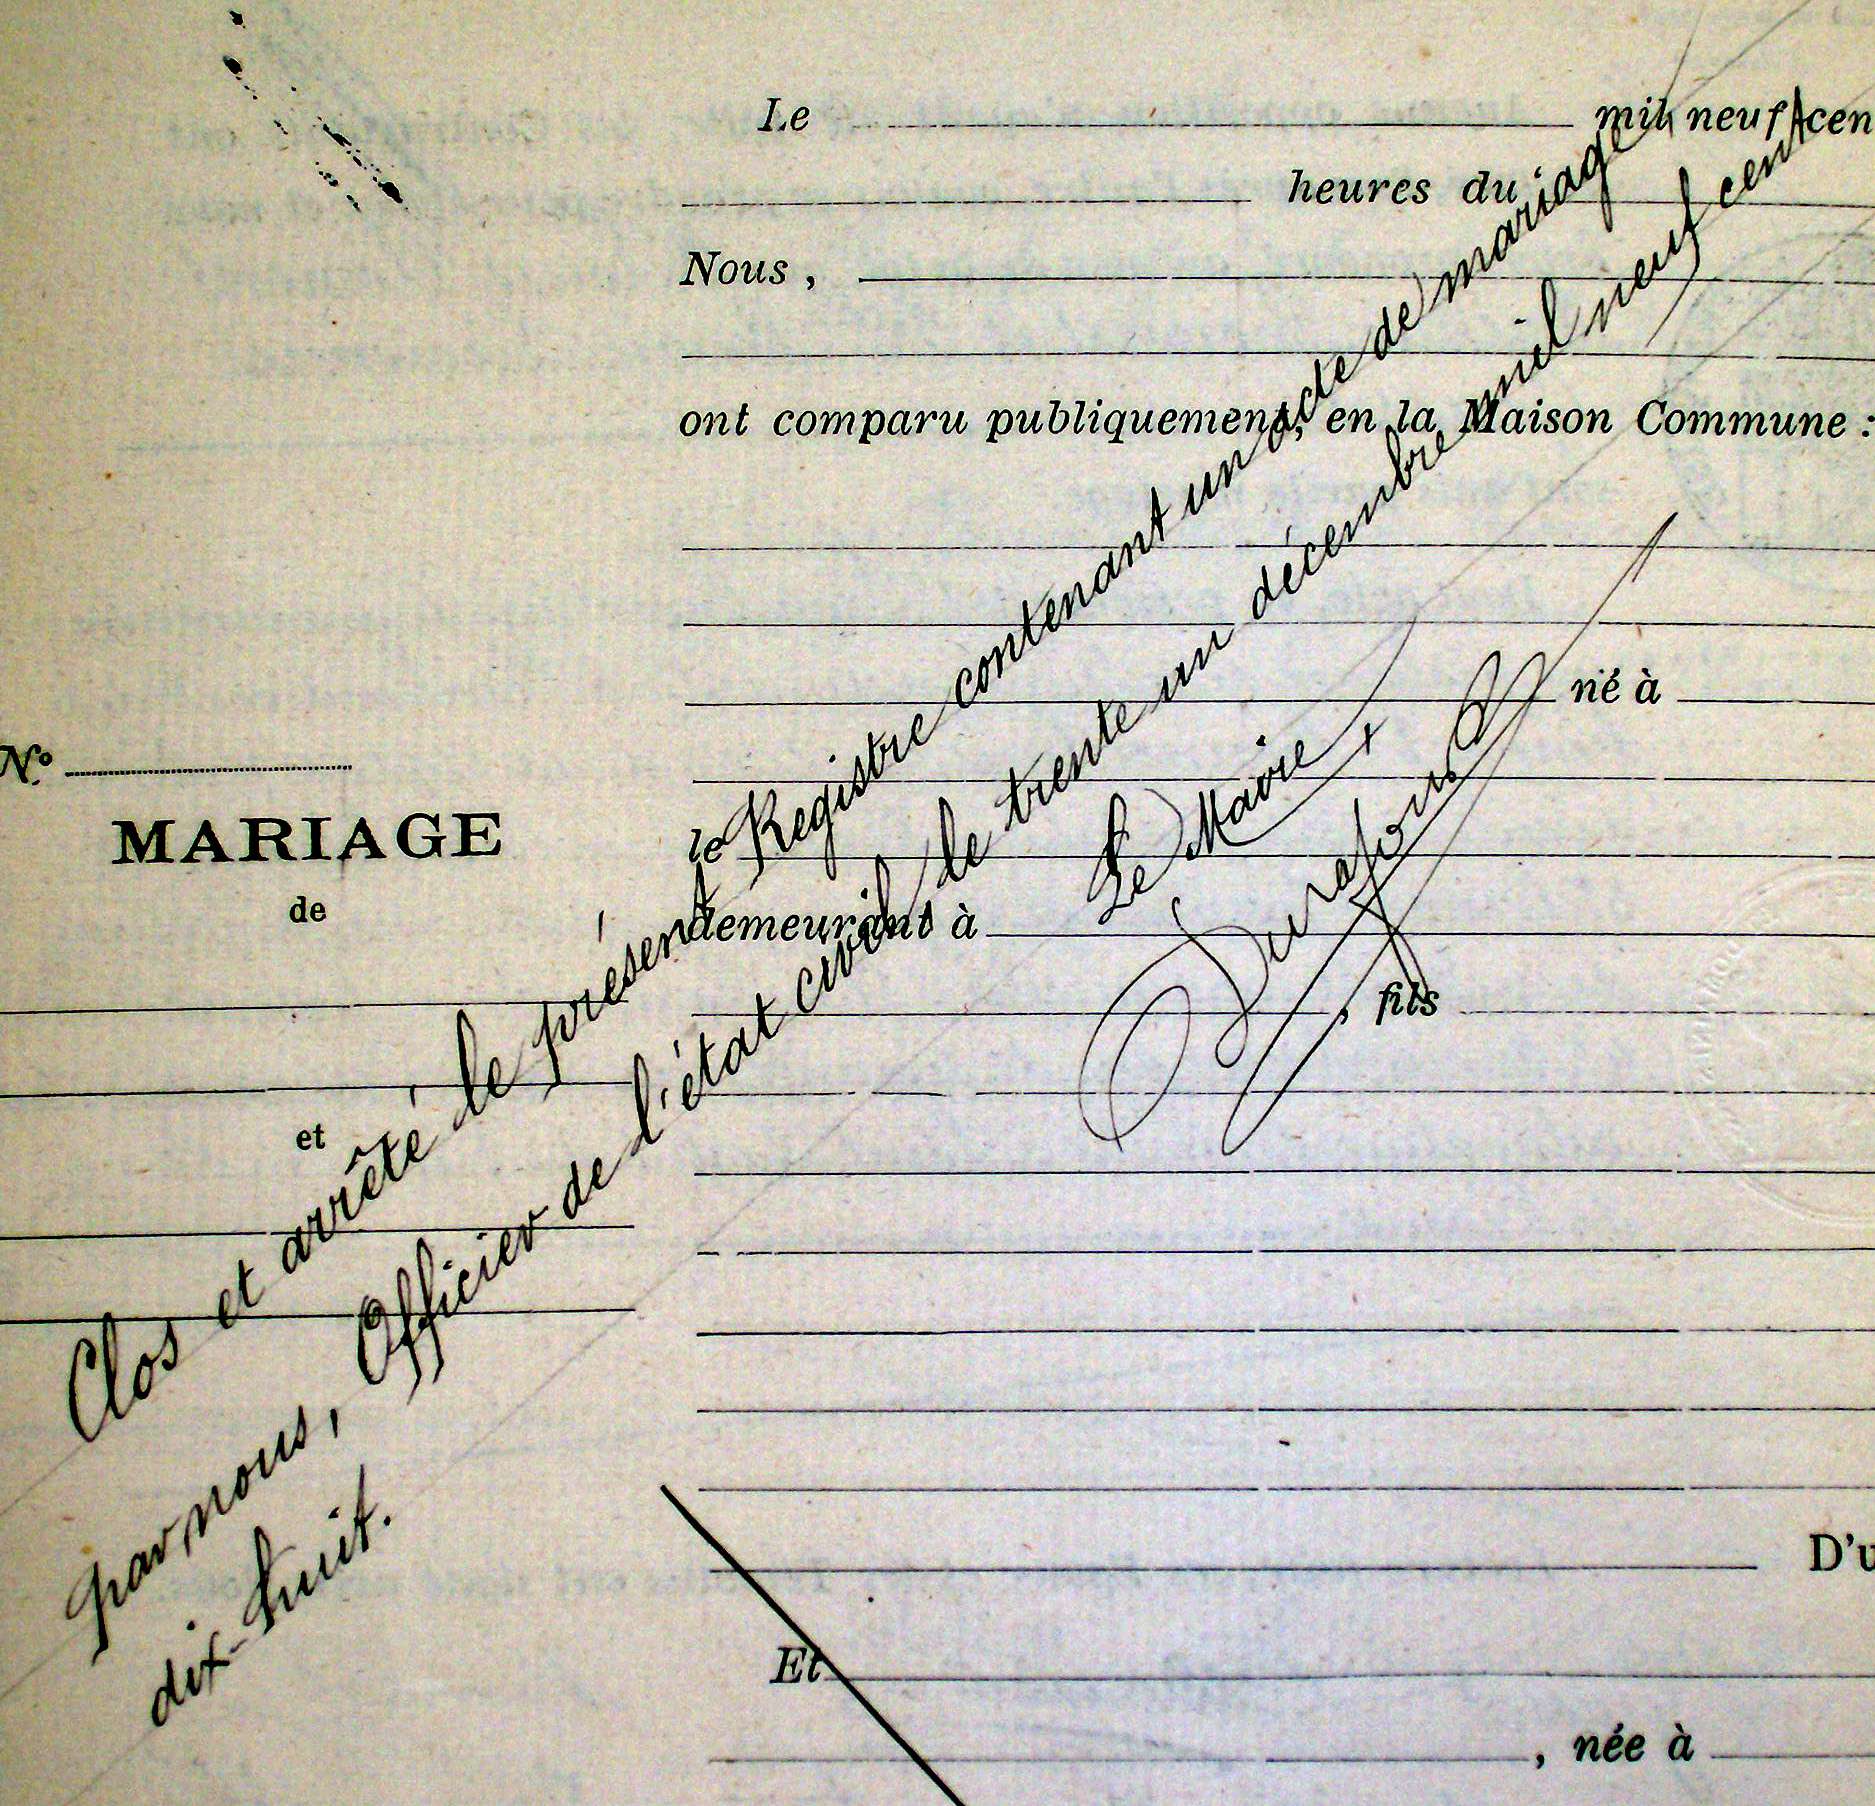 Le mil neuf cen
heures du
Nous ,
ont comparu publiquement, en la Maison Commune :
né à
N°
MARIAGE
de
demeurant à
, fils
et
Clos et arrêté le présent le Registre contenant un acte de mariage
par nous, Officier de l'état civil, le trente un décembre mil neuf cent
dix-huit.
Le Maire
D'u
Et
, née à